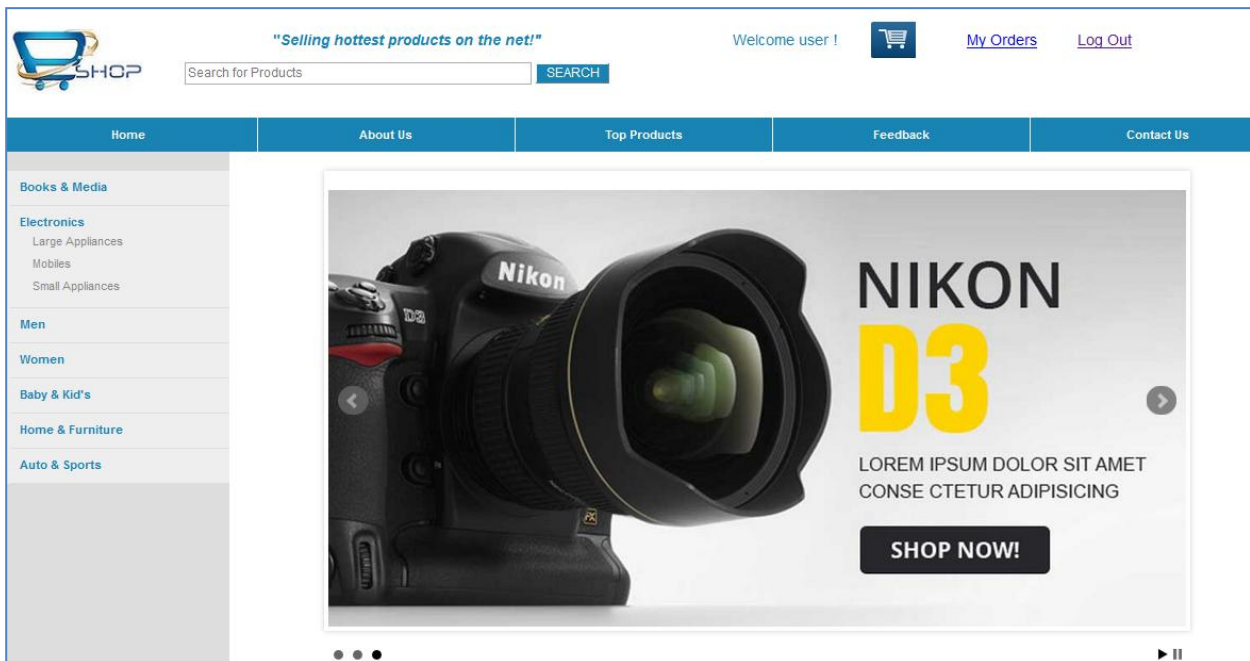 SHOP
"Selling hottest products on the net!"
Welcome user !
My Orders
Log Out
Search for Products
SEARCH
Home
About Us
Top Products
Feedback
Contact Us
Books & Media
Electronics
Large Appliances
Mobiles
Small Appliances
Men
Women
Baby & Kid's
Home & Furniture
Auto & Sports
Nikon
D3
FX
NIKON
D3
LOREM IPSUM DOLOR SIT AMET
CONSE CTETUR ADIPISICING
SHOP NOW!